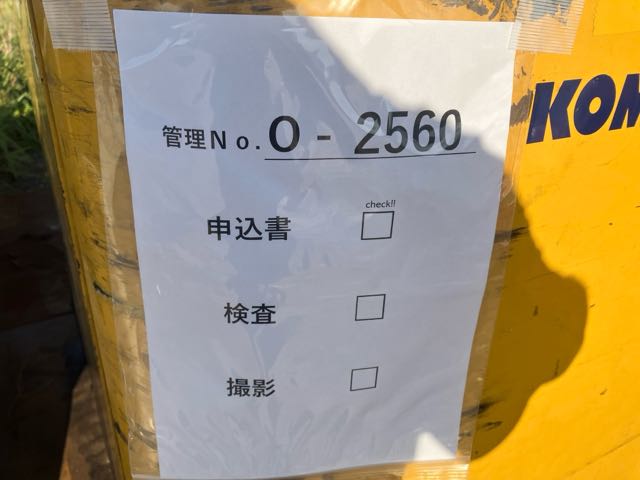 管理No. O - 2560
check!!
申込書 □
検査 □
撮影 □
KOM